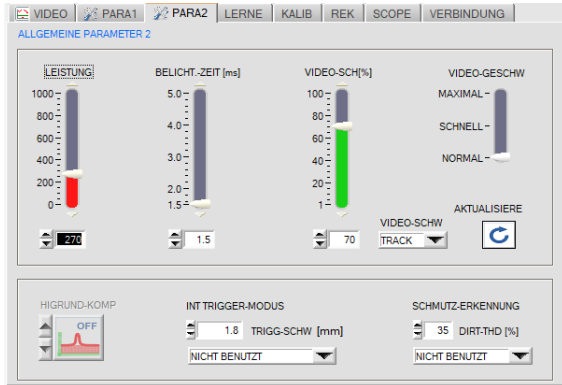 VIDEO PARA1 PARA2 LERNE KALIB REK SCOPE VERBINDUNG
ALLGEMEINE PARAMETER 2
LEISTUNG BELICHT.-ZEIT [ms] VIDEO-SCH[%] VIDEO-GESCHW
1000 5.0 100 MAXIMAL
800 80
4.0 SCHNELL
600 60
400 3.0 40 NORMAL
200 2.0 20
0 1.5 1 AKTUALISIERE
VIDEO-SCHW
270 1.5 70 TRACK
HIGRUND-KOMP INT TRIGGER-MODUS SCHMUTZ-ERKENNUNG
OFF 1.8 TRIGG-SCHW [mm] 35 DIRT-THD [%]
NICHT BENUTZT NICHT BENUTZT